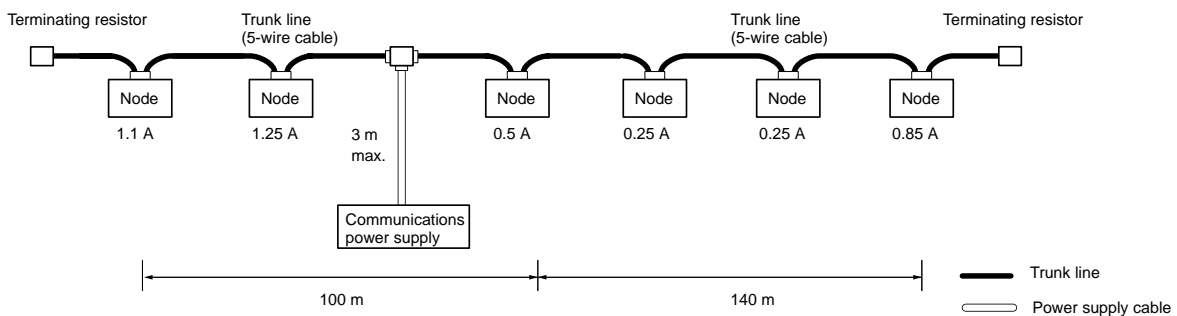 Terminating resistor
Trunk line
(5-wire cable)
Trunk line
(5-wire cable)
Terminating resistor
Node
Node
Node
Node
Node
Node
1.1 A
1.25 A
3 m
max.
0.5 A
0.25 A
0.25 A
0.85 A
Communications
power supply
100 m
140 m
Trunk line
Power supply cable